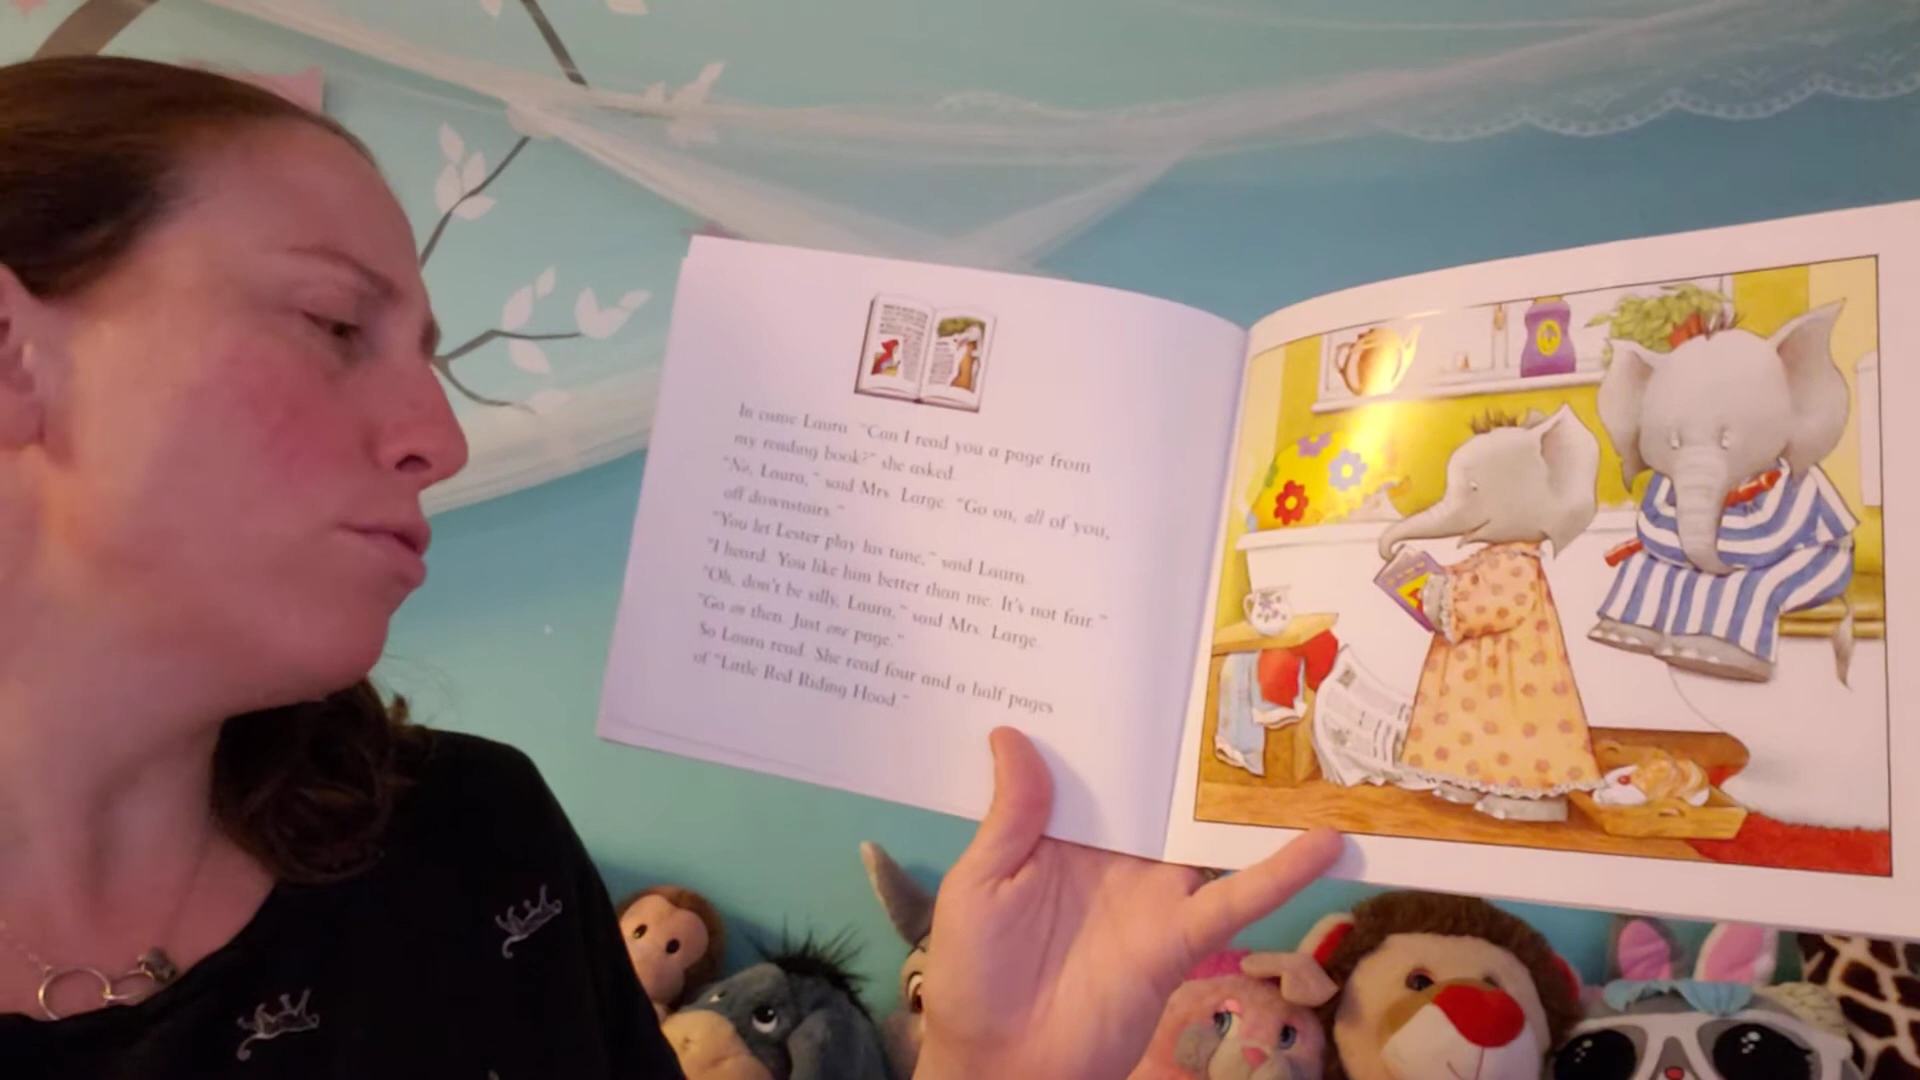 In came Laura. "Can I read you a page from
my reading book?" she asked.
"No, Laura," said Mrs. Large. "Go on, all of you,
off downstairs."
"You let Lester play his tune," said Laura.
"I heard. You like him better than me. It's not fair."
"Oh, don't be silly, Laura," said Mrs. Large.
"Go on then. Just one page."
So Laura read. She read four and a half pages
of "Little Red Riding Hood."